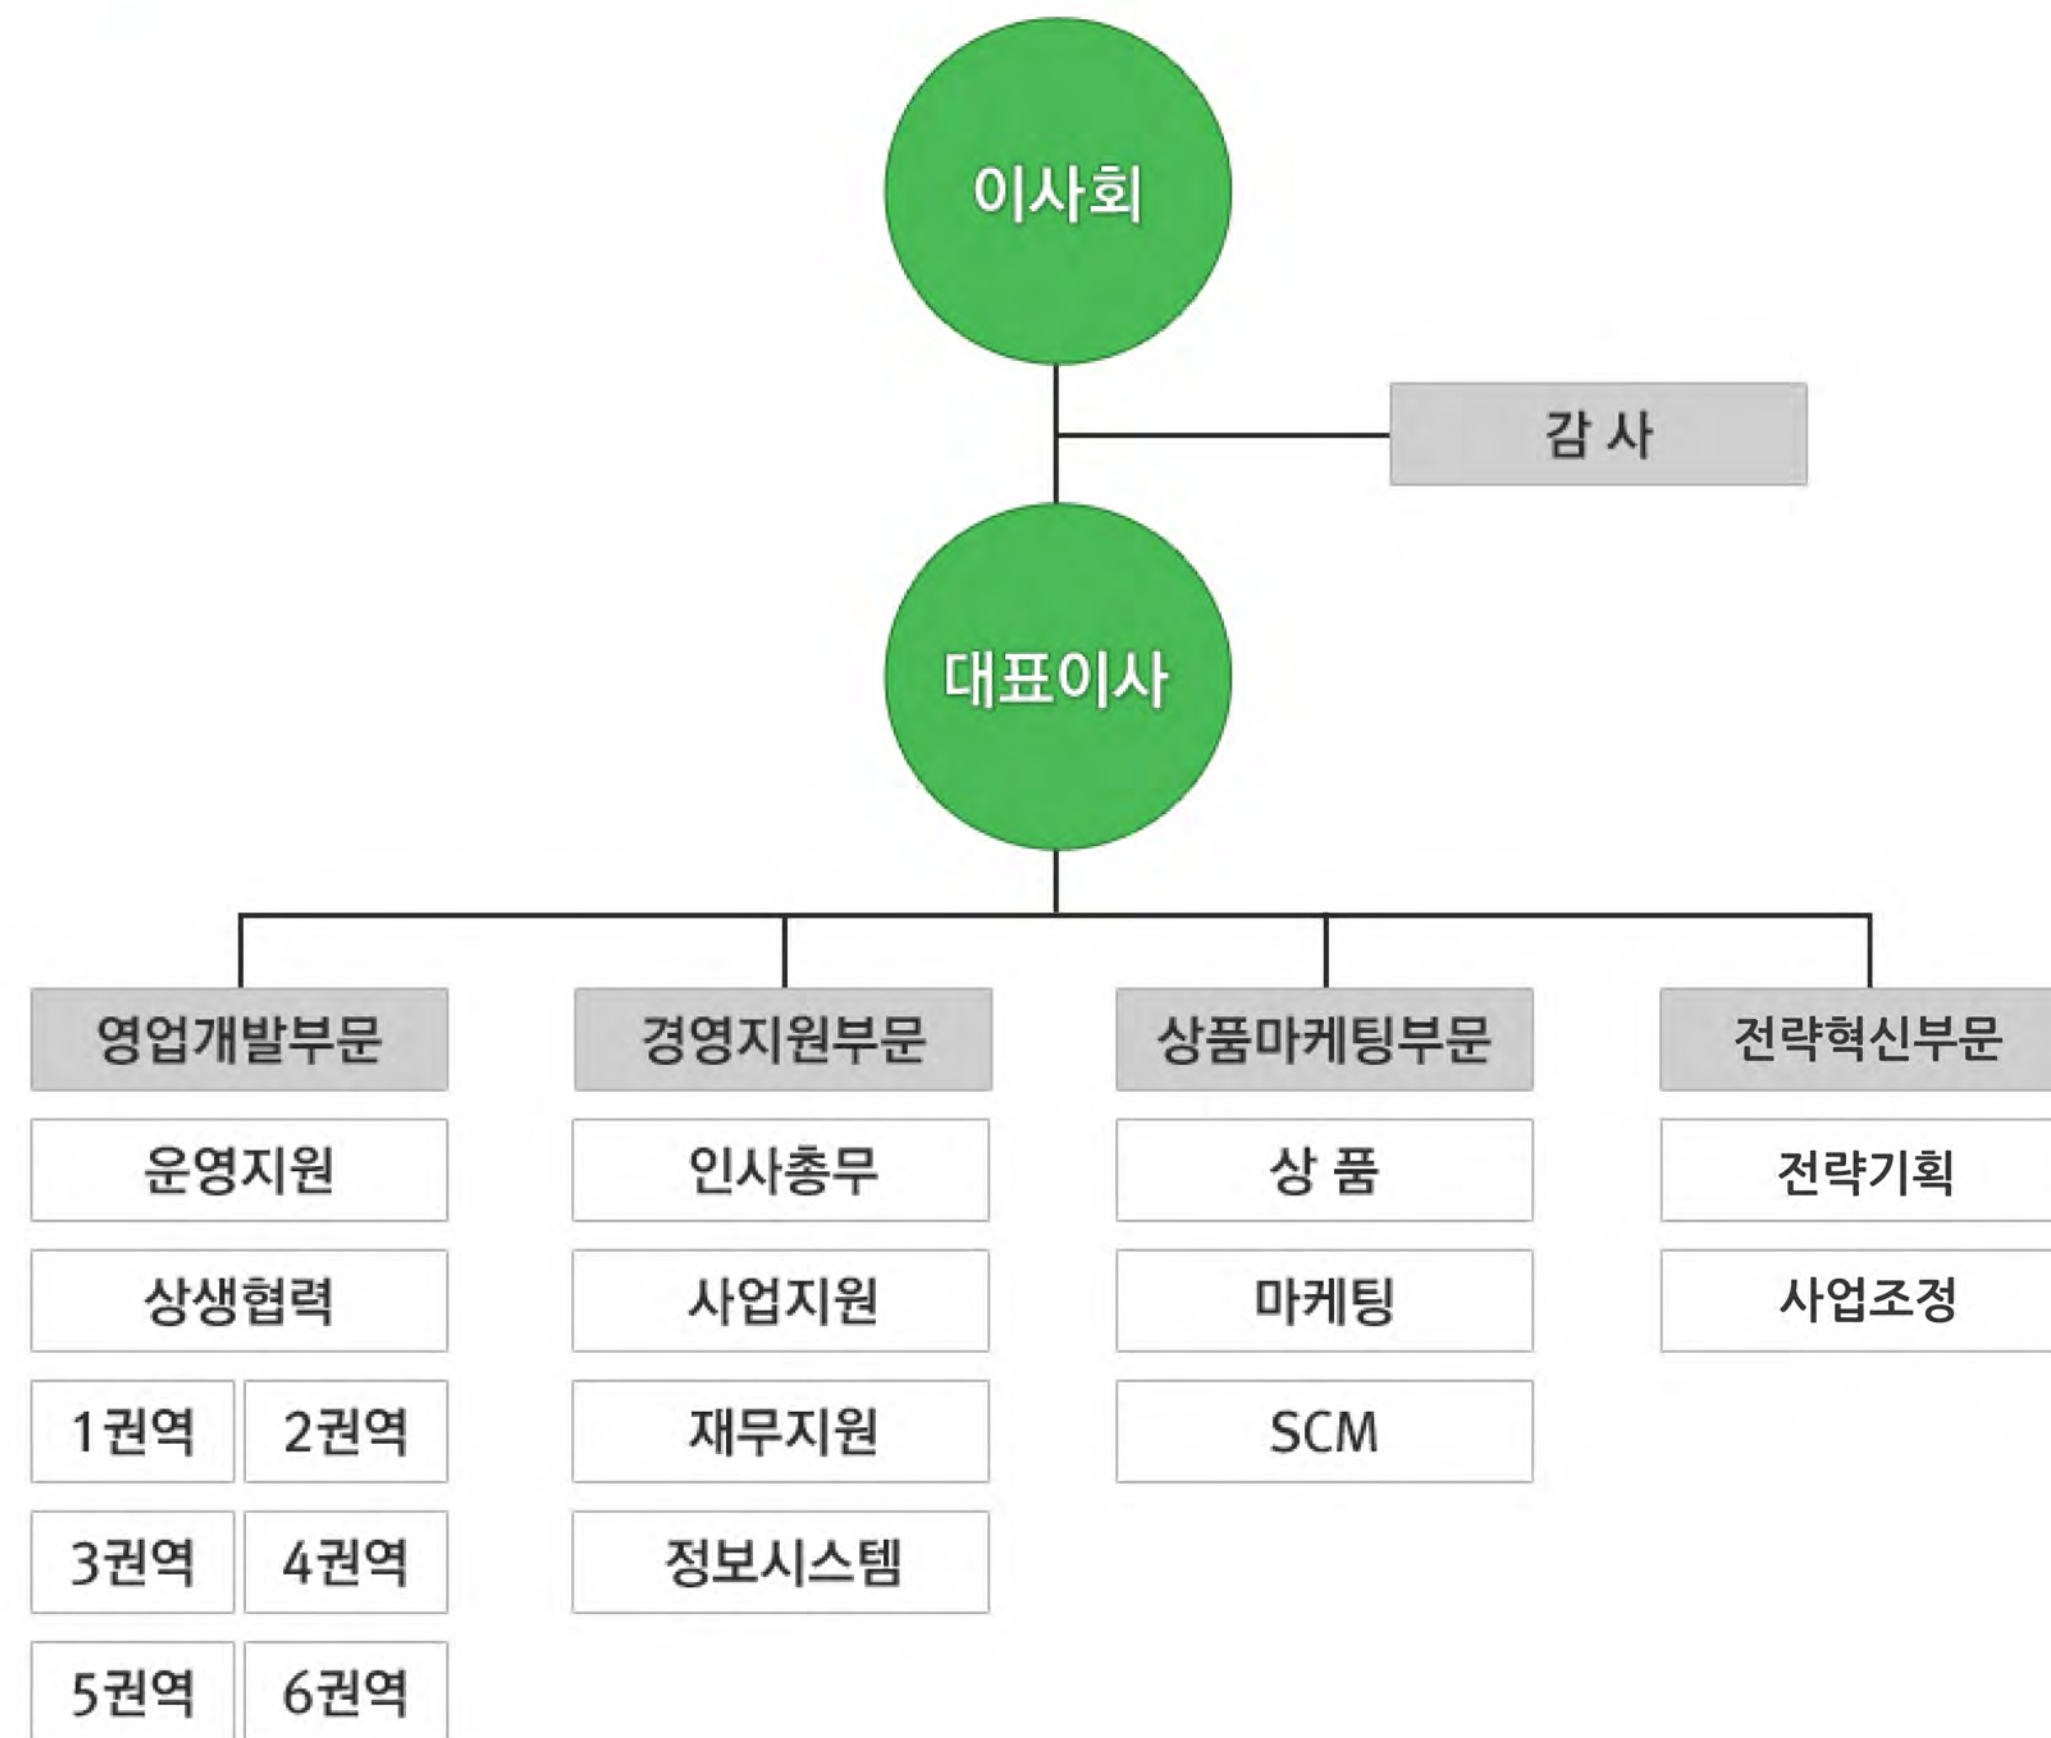 이사회
감 사
대표이사
영업개발부문
운영지원
상생협력
1권역 2권역
3권역 4권역
5권역 6권역
경영지원부문
인사총무
사업지원
재무지원
정보시스템
상품마케팅부문
상 품
마케팅
SCM
전략혁신부문
전략기획
사업조정